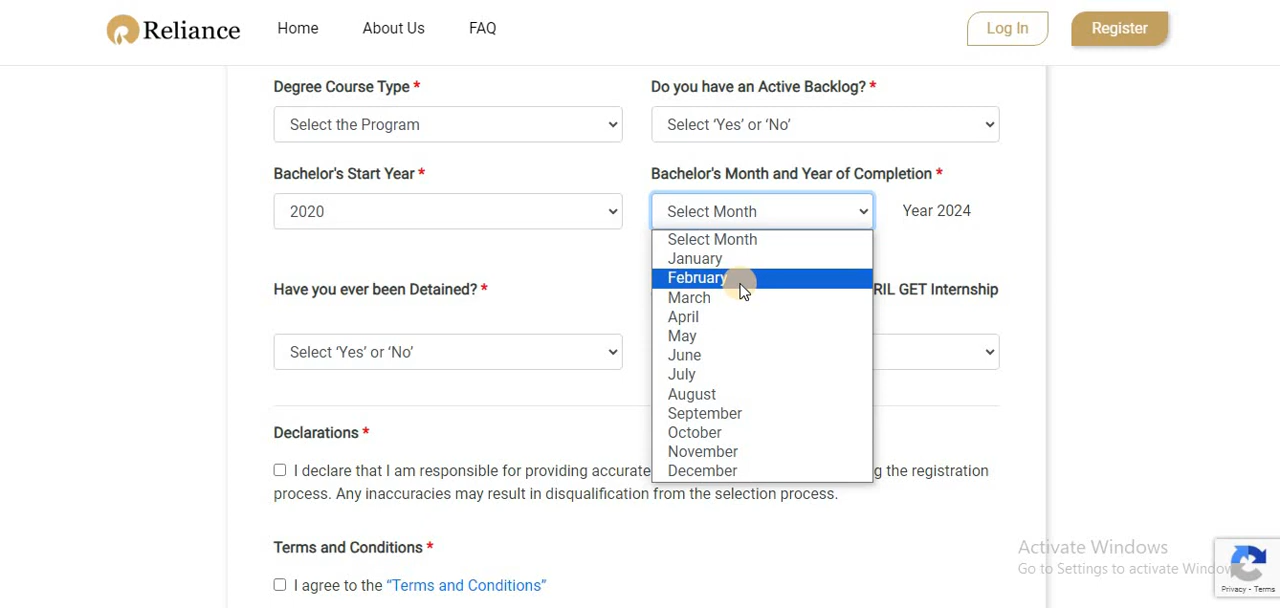 Reliance
Home
About Us
FAQ
Log In
Register
Degree Course Type *
Do you have an Active Backlog? *
Select the Program
Select ‘Yes’ or ‘No’
Bachelor's Start Year *
Bachelor's Month and Year of Completion *
2020
Select Month
Year 2024
Select Month
January
February
March
April
May
June
July
August
September
October
November
December
Have you ever been Detained? *
RIL GET Internship
Select ‘Yes’ or ‘No’
Declarations *
I declare that I am responsible for providing accurate
g the registration
process. Any inaccuracies may result in disqualification from the selection process.
Terms and Conditions *
I agree to the “Terms and Conditions”
Activate Windows
Go to Settings to activate Window
Privacy - Terms